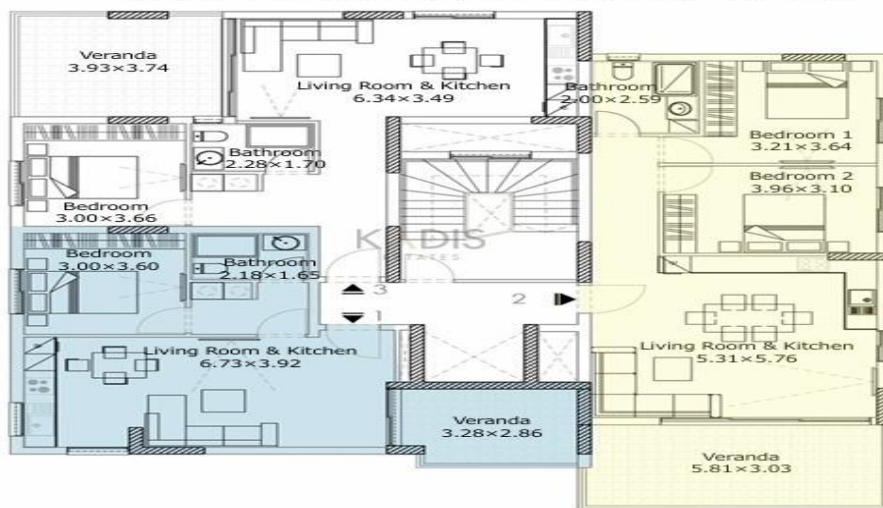 Veranda
3.93×3.74
Living Room & Kitchen
6.34×3.49
Bathroom
2.00×2.59
Bedroom 1
3.21×3.64
Bathroom
2.28×1.70
Bedroom 2
3.96×3.10
Bedroom
3.00×3.66
KADIS
ESTATES
Bedroom
3.00×3.60
Bathroom
2.18×1.65
3
2
1
Living Room & Kitchen
6.73×3.92
Living Room & Kitchen
5.31×5.76
Veranda
3.28×2.86
Veranda
5.81×3.03